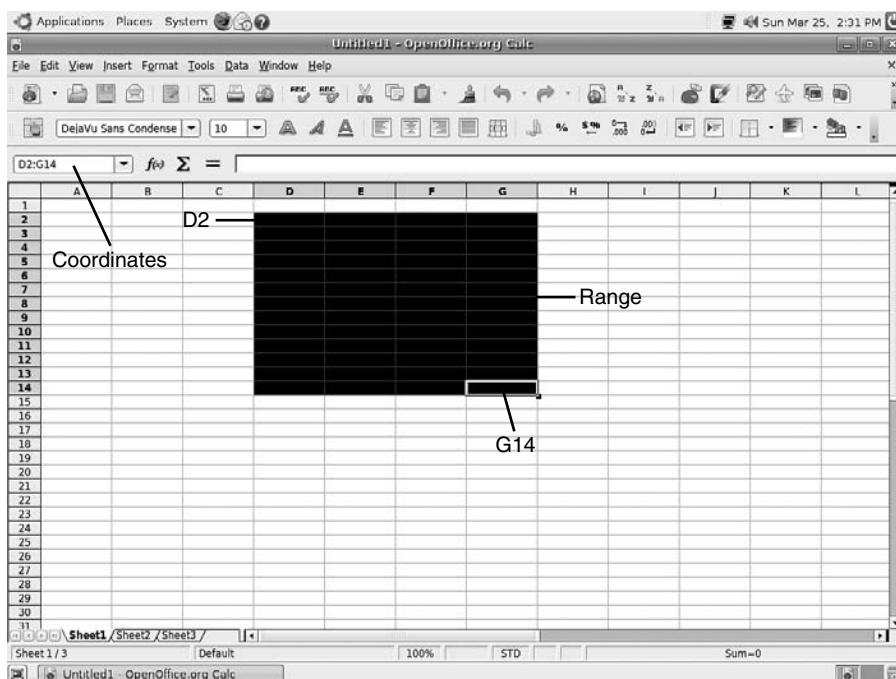 Applications Places System Sun Mar 25, 2:31 PM
Untitled1 - OpenOffice.org Calc
File Edit View Insert Format Tools Data Window Help
DejaVu Sans Condense 10
D2:G14 f(x) Σ =
A B C D E F G H I J K L
1
2 D2
3
4
5 Coordinates
6
7
8 Range
9
10
11
12
13
14
15
16
17
18 G14
19
20
21
22
23
24
25
26
27
28
29
30
31
Sheet1 Sheet2 Sheet3
Sheet 1 / 3 Default 100% STD Sum=0
Untitled1 - OpenOffice.org Calc